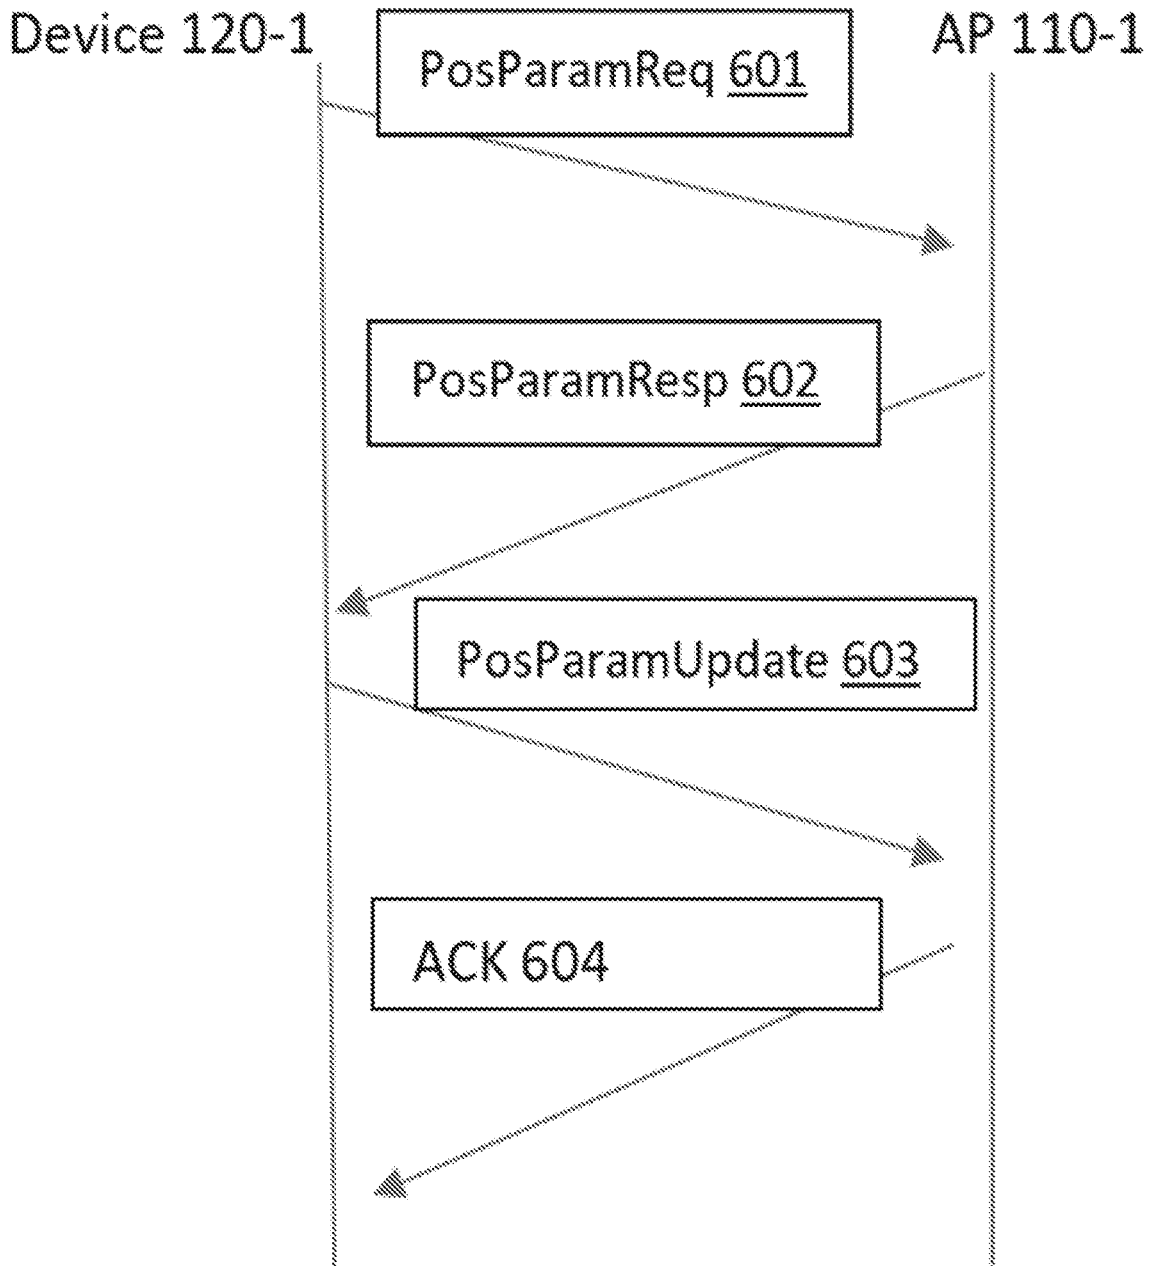 Device 120-1
PosParamReq 601
AP 110-1
PosParamResp 602
PosParamUpdate 603
ACK 604